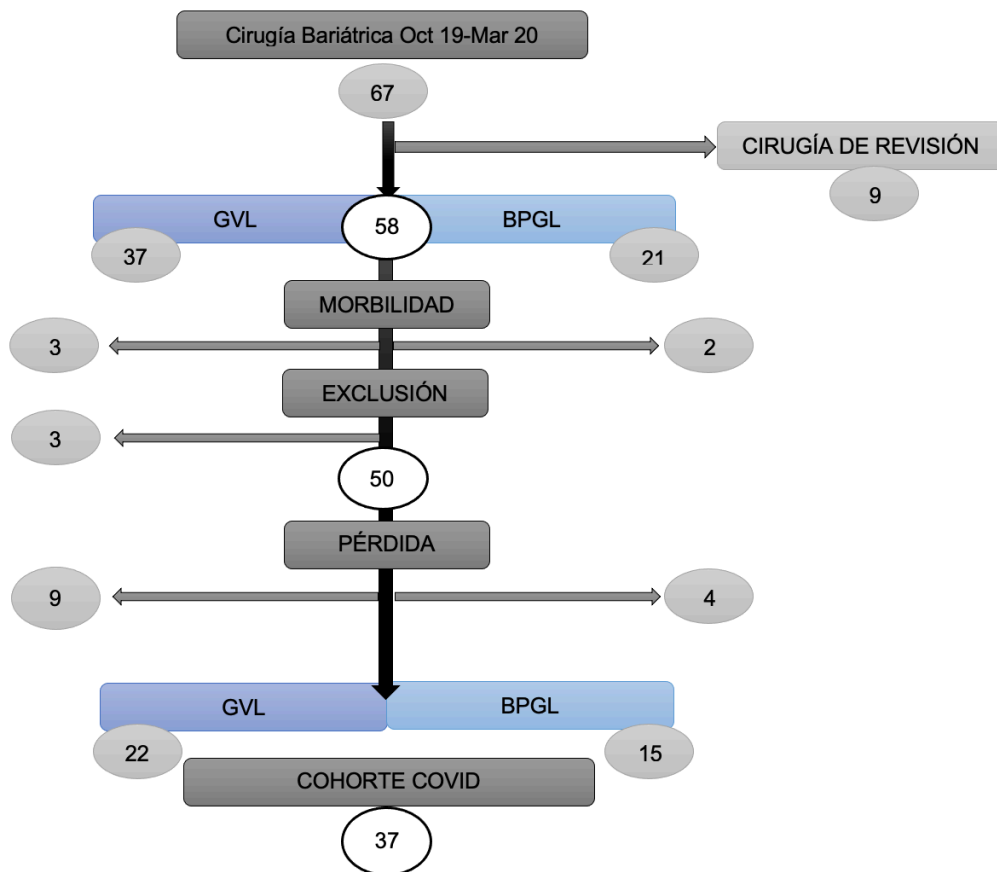 Cirugía Bariátrica Oct 19-Mar 20
67
CIRUGÍA DE REVISIÓN
9
GVL
58
BPGL
37
21
MORBILIDAD
3
2
EXCLUSIÓN
3
50
PÉRDIDA
9
4
GVL
BPGL
22
15
COHORTE COVID
37